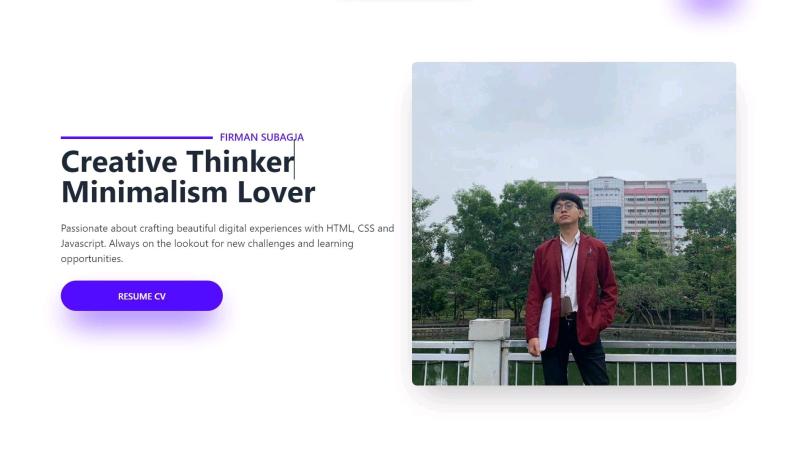 FIRMAN SUBAGJA
Creative Thinker
Minimalism Lover
Passionate about crafting beautiful digital experiences with HTML, CSS and
Javascript. Always on the lookout for new challenges and learning
opportunities.
RESUME CV